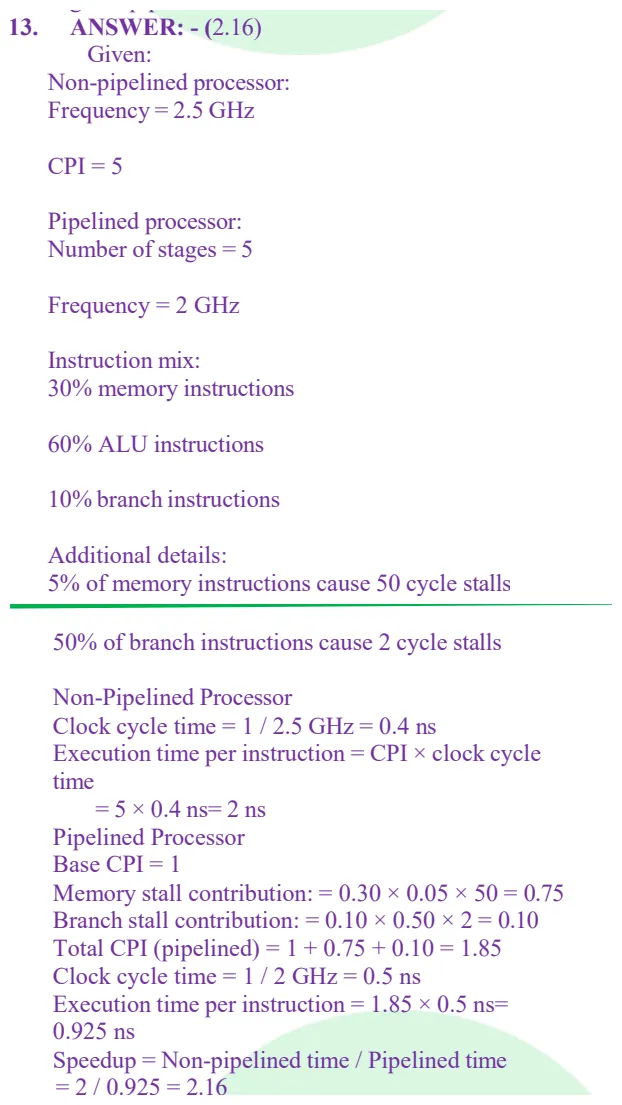 13. ANSWER: - (2.16)
Given:
Non-pipelined processor:
Frequency = 2.5 GHz
CPI = 5
Pipelined processor:
Number of stages = 5
Frequency = 2 GHz
Instruction mix:
30% memory instructions
60% ALU instructions
10% branch instructions
Additional details:
5% of memory instructions cause 50 cycle stalls
50% of branch instructions cause 2 cycle stalls
Non-Pipelined Processor
Clock cycle time = 1 / 2.5 GHz = 0.4 ns
Execution time per instruction = CPI × clock cycle
time
= 5 × 0.4 ns= 2 ns
Pipelined Processor
Base CPI = 1
Memory stall contribution: = 0.30 × 0.05 × 50 = 0.75
Branch stall contribution: = 0.10 × 0.50 × 2 = 0.10
Total CPI (pipelined) = 1 + 0.75 + 0.10 = 1.85
Clock cycle time = 1 / 2 GHz = 0.5 ns
Execution time per instruction = 1.85 × 0.5 ns=
0.925 ns
Speedup = Non-pipelined time / Pipelined time
= 2 / 0.925 = 2.16